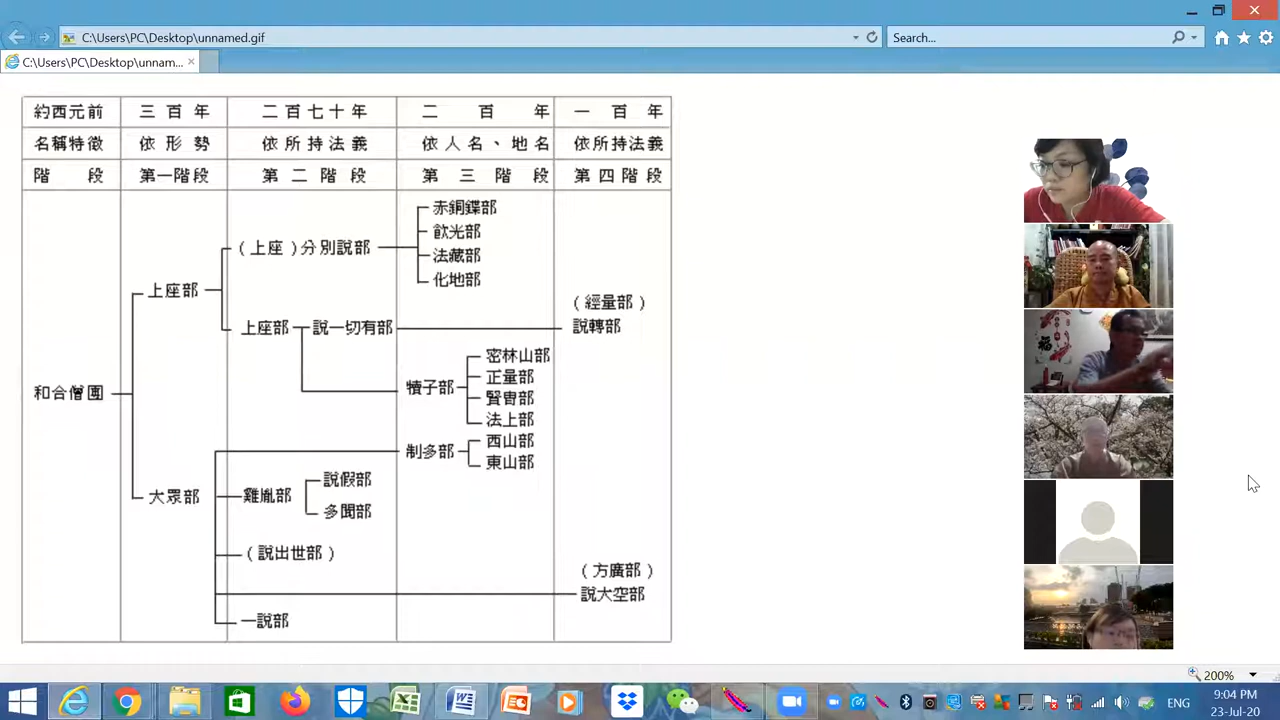 C:\Users\PC\Desktop\unnamed.gif
Search...
C:\Users\PC\Desktop\unnam...
約西元前 三百年 二百七十年 二百年 一百年
名稱特徵 依形勢 依所持法義 依人名、地名 依所持法義
階段 第一階段 第二階段 第三階段 第四階段
赤銅鍱部
飲光部
(上座)分別說部
法藏部
化地部
上座部
(經量部)
上座部 說一切有部
說轉部
密林山部
正量部
犢子部
賢冑部
和合僧團
法上部
西山部
制多部
東山部
說假部
大眾部
雞胤部
多聞部
(說出世部)
(方廣部)
說大空部
一說部
福
200%
ENG
9:04 PM
23-Jul-20